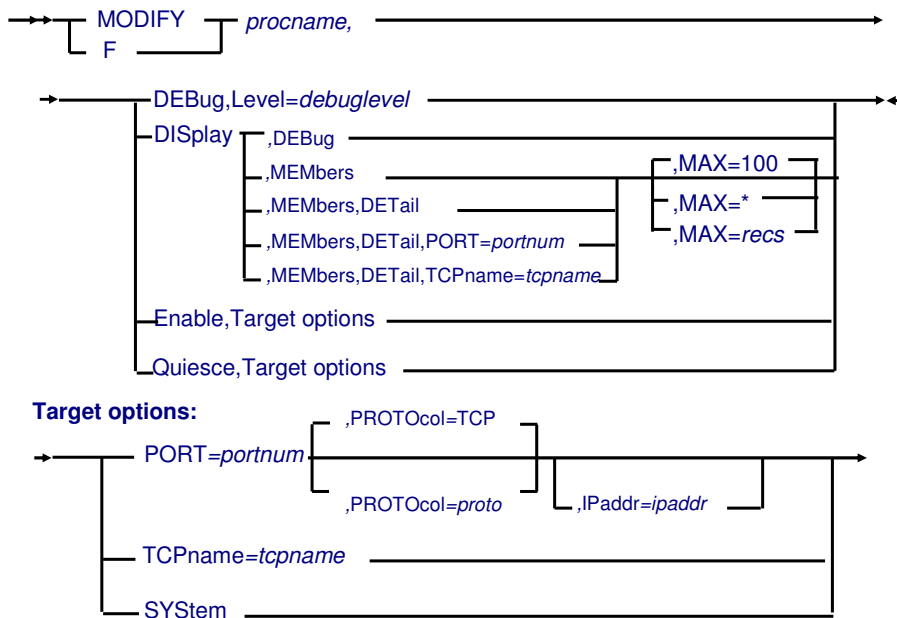 MODIFY procname,
F
DEBug,Level=debuglevel
DISplay ,DEBug
,MEMbers ,MAX=100
,MEMbers,DETail ,MAX=*
,MEMbers,DETail,PORT=portnum ,MAX=recs
,MEMbers,DETail,TCPname=tcpname
Enable,Target options
Quiesce,Target options
Target options:
,PROTOcol=TCP
PORT=portnum
,PROTOcol=proto ,IPaddr=ipaddr
TCPname=tcpname
SYStem